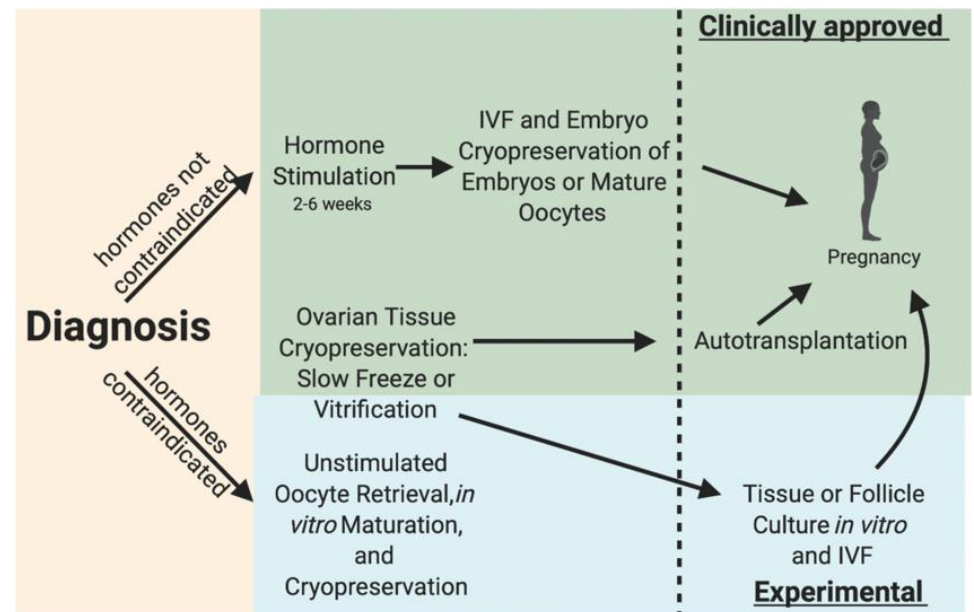 Clinically approved
hormones not
contraindicated
Hormone
Stimulation
2-6 weeks
IVF and Embryo
Cryopreservation of
Embryos or Mature
Oocytes
Pregnancy
Diagnosis
Ovarian Tissue
Cryopreservation:
Slow Freeze or
Vitrification
Autotransplantation
hormones
contraindicated
Unstimulated
Oocyte Retrieval,in
vitro Maturation,
and
Cryopreservation
Tissue or Follicle
Culture in vitro
and IVF
Experimental